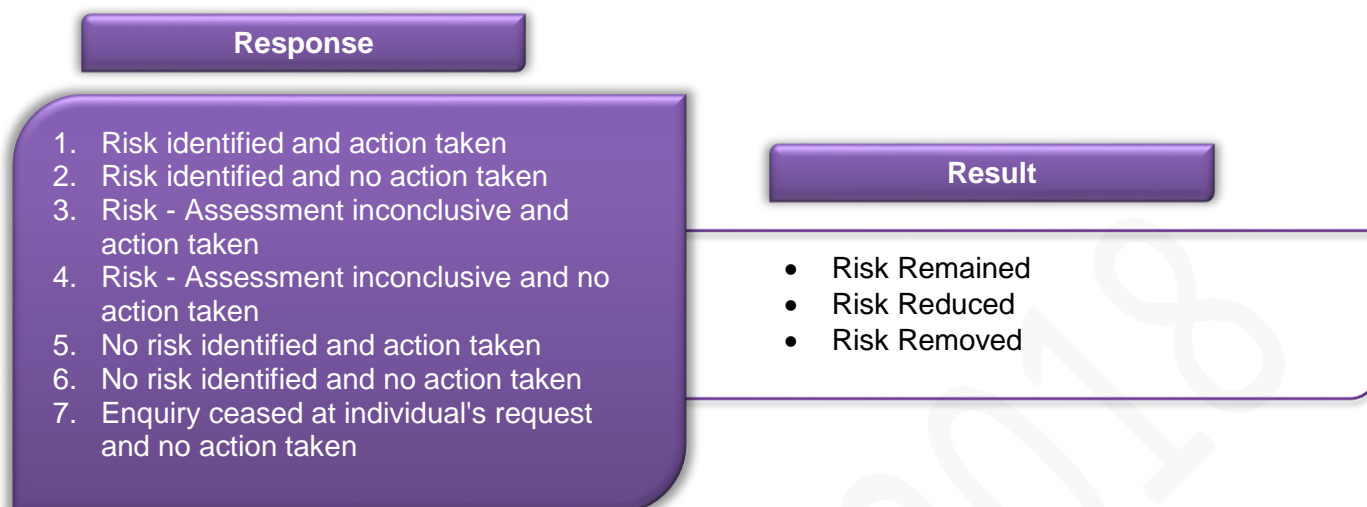 Response
1. Risk identified and action taken
2. Risk identified and no action taken
3. Risk - Assessment inconclusive and
action taken
4. Risk - Assessment inconclusive and no
action taken
5. No risk identified and action taken
6. No risk identified and no action taken
7. Enquiry ceased at individual's request
and no action taken
Result
• Risk Remained
• Risk Reduced
• Risk Removed
2018